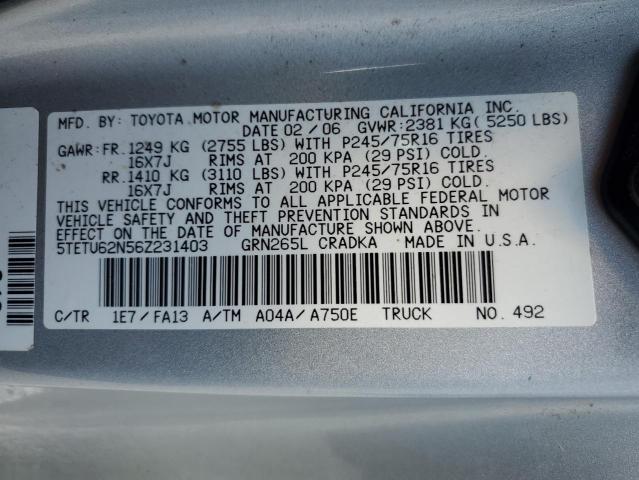 MFD. BY: TOYOTA MOTOR MANUFACTURING CALIFORNIA INC.
DATE 02 / 06 GVWR: 2381 KG( 5250 LBS)
GAWR: FR. 1249 KG (2755 LBS) WITH P245/75R16 TIRES
16X7J RIMS AT 200 KPA (29 PSI) COLD.
RR. 1410 KG (3110 LBS) WITH P245/75R16 TIRES
16X7J RIMS AT 200 KPA (29 PSI) COLD.
THIS VEHICLE CONFORMS TO ALL APPLICABLE FEDERAL MOTOR
VEHICLE SAFETY AND THEFT PREVENTION STANDARDS IN
EFFECT ON THE DATE OF MANUFACTURE SHOWN ABOVE.
5TETU62N56Z231403 GRN265L CRADKA MADE IN U.S.A.
C/TR 1E7 / FA13 A/TM A04A/ A750E TRUCK NO. 492